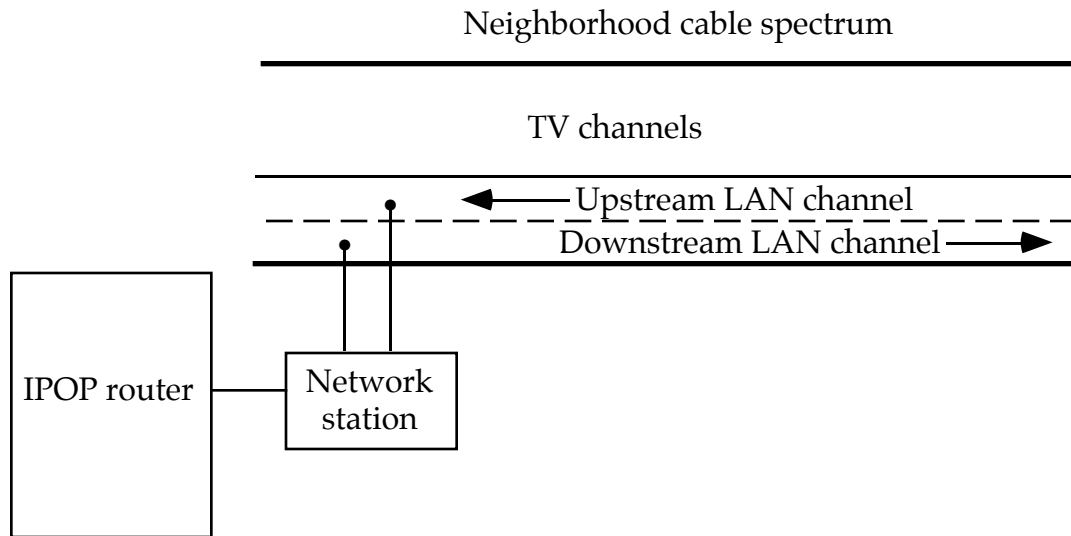 Neighborhood cable spectrum
TV channels
Upstream LAN channel
Downstream LAN channel
IPOP router
Network
station